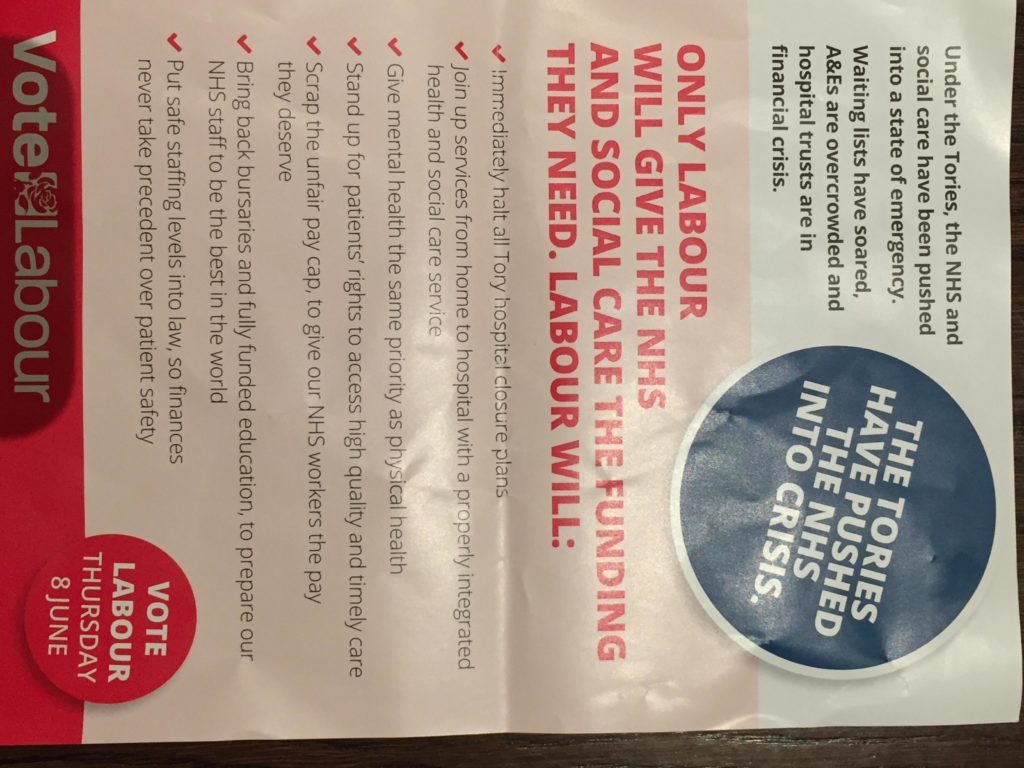 Under the Tories, the NHS and
social care have been pushed
into a state of emergency.
Waiting lists have soared,
A&Es are overcrowded and
hospital trusts are in
financial crisis.
THE TORIES
HAVE PUSHED
THE NHS
INTO CRISIS.
ONLY LABOUR
WILL GIVE THE NHS
AND SOCIAL CARE THE FUNDING
THEY NEED. LABOUR WILL:
Immediately halt all Tory hospital closure plans
Join up services from home to hospital with a properly integrated
health and social care service
Give mental health the same priority as physical health
Stand up for patients’ rights to access high quality and timely care
Scrap the unfair pay cap, to give our NHS workers the pay
they deserve
Bring back bursaries and fully funded education, to prepare our
NHS staff to be the best in the world
Put safe staffing levels into law, so finances
never take precedent over patient safety
VOTE
LABOUR
THURSDAY
8 JUNE
Vote Labour